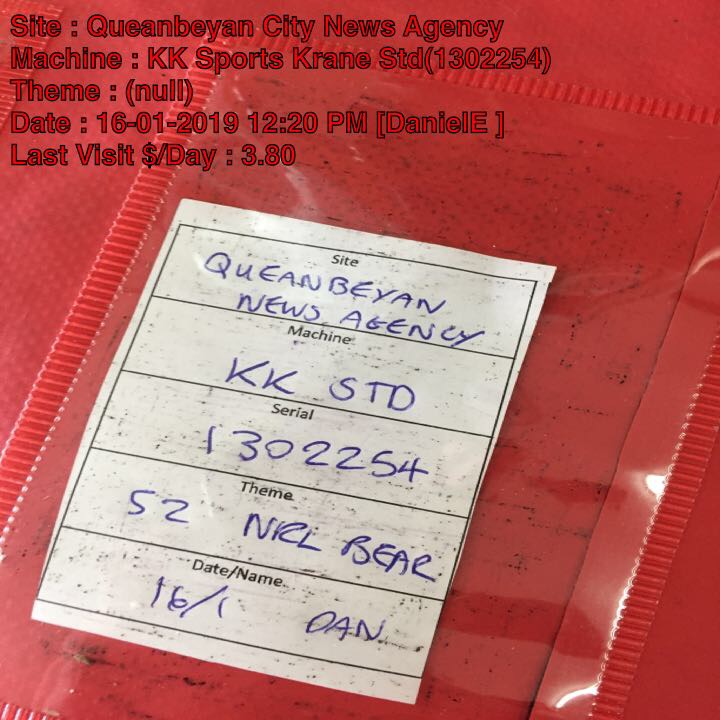 Site : Queanbeyan City News Agency
Machine : KK Sports Krane Std(1302254)
Theme : (null)
Date : 16-01-2019 12:20 PM [DanielE ]
Last Visit $/Day : 3.80
Site
QUEANBEYAN
NEWS AGENCY
Machine
KK STD
Serial
1302254
Theme
52 NRL BEAR
Date/Name
16/1 DAN